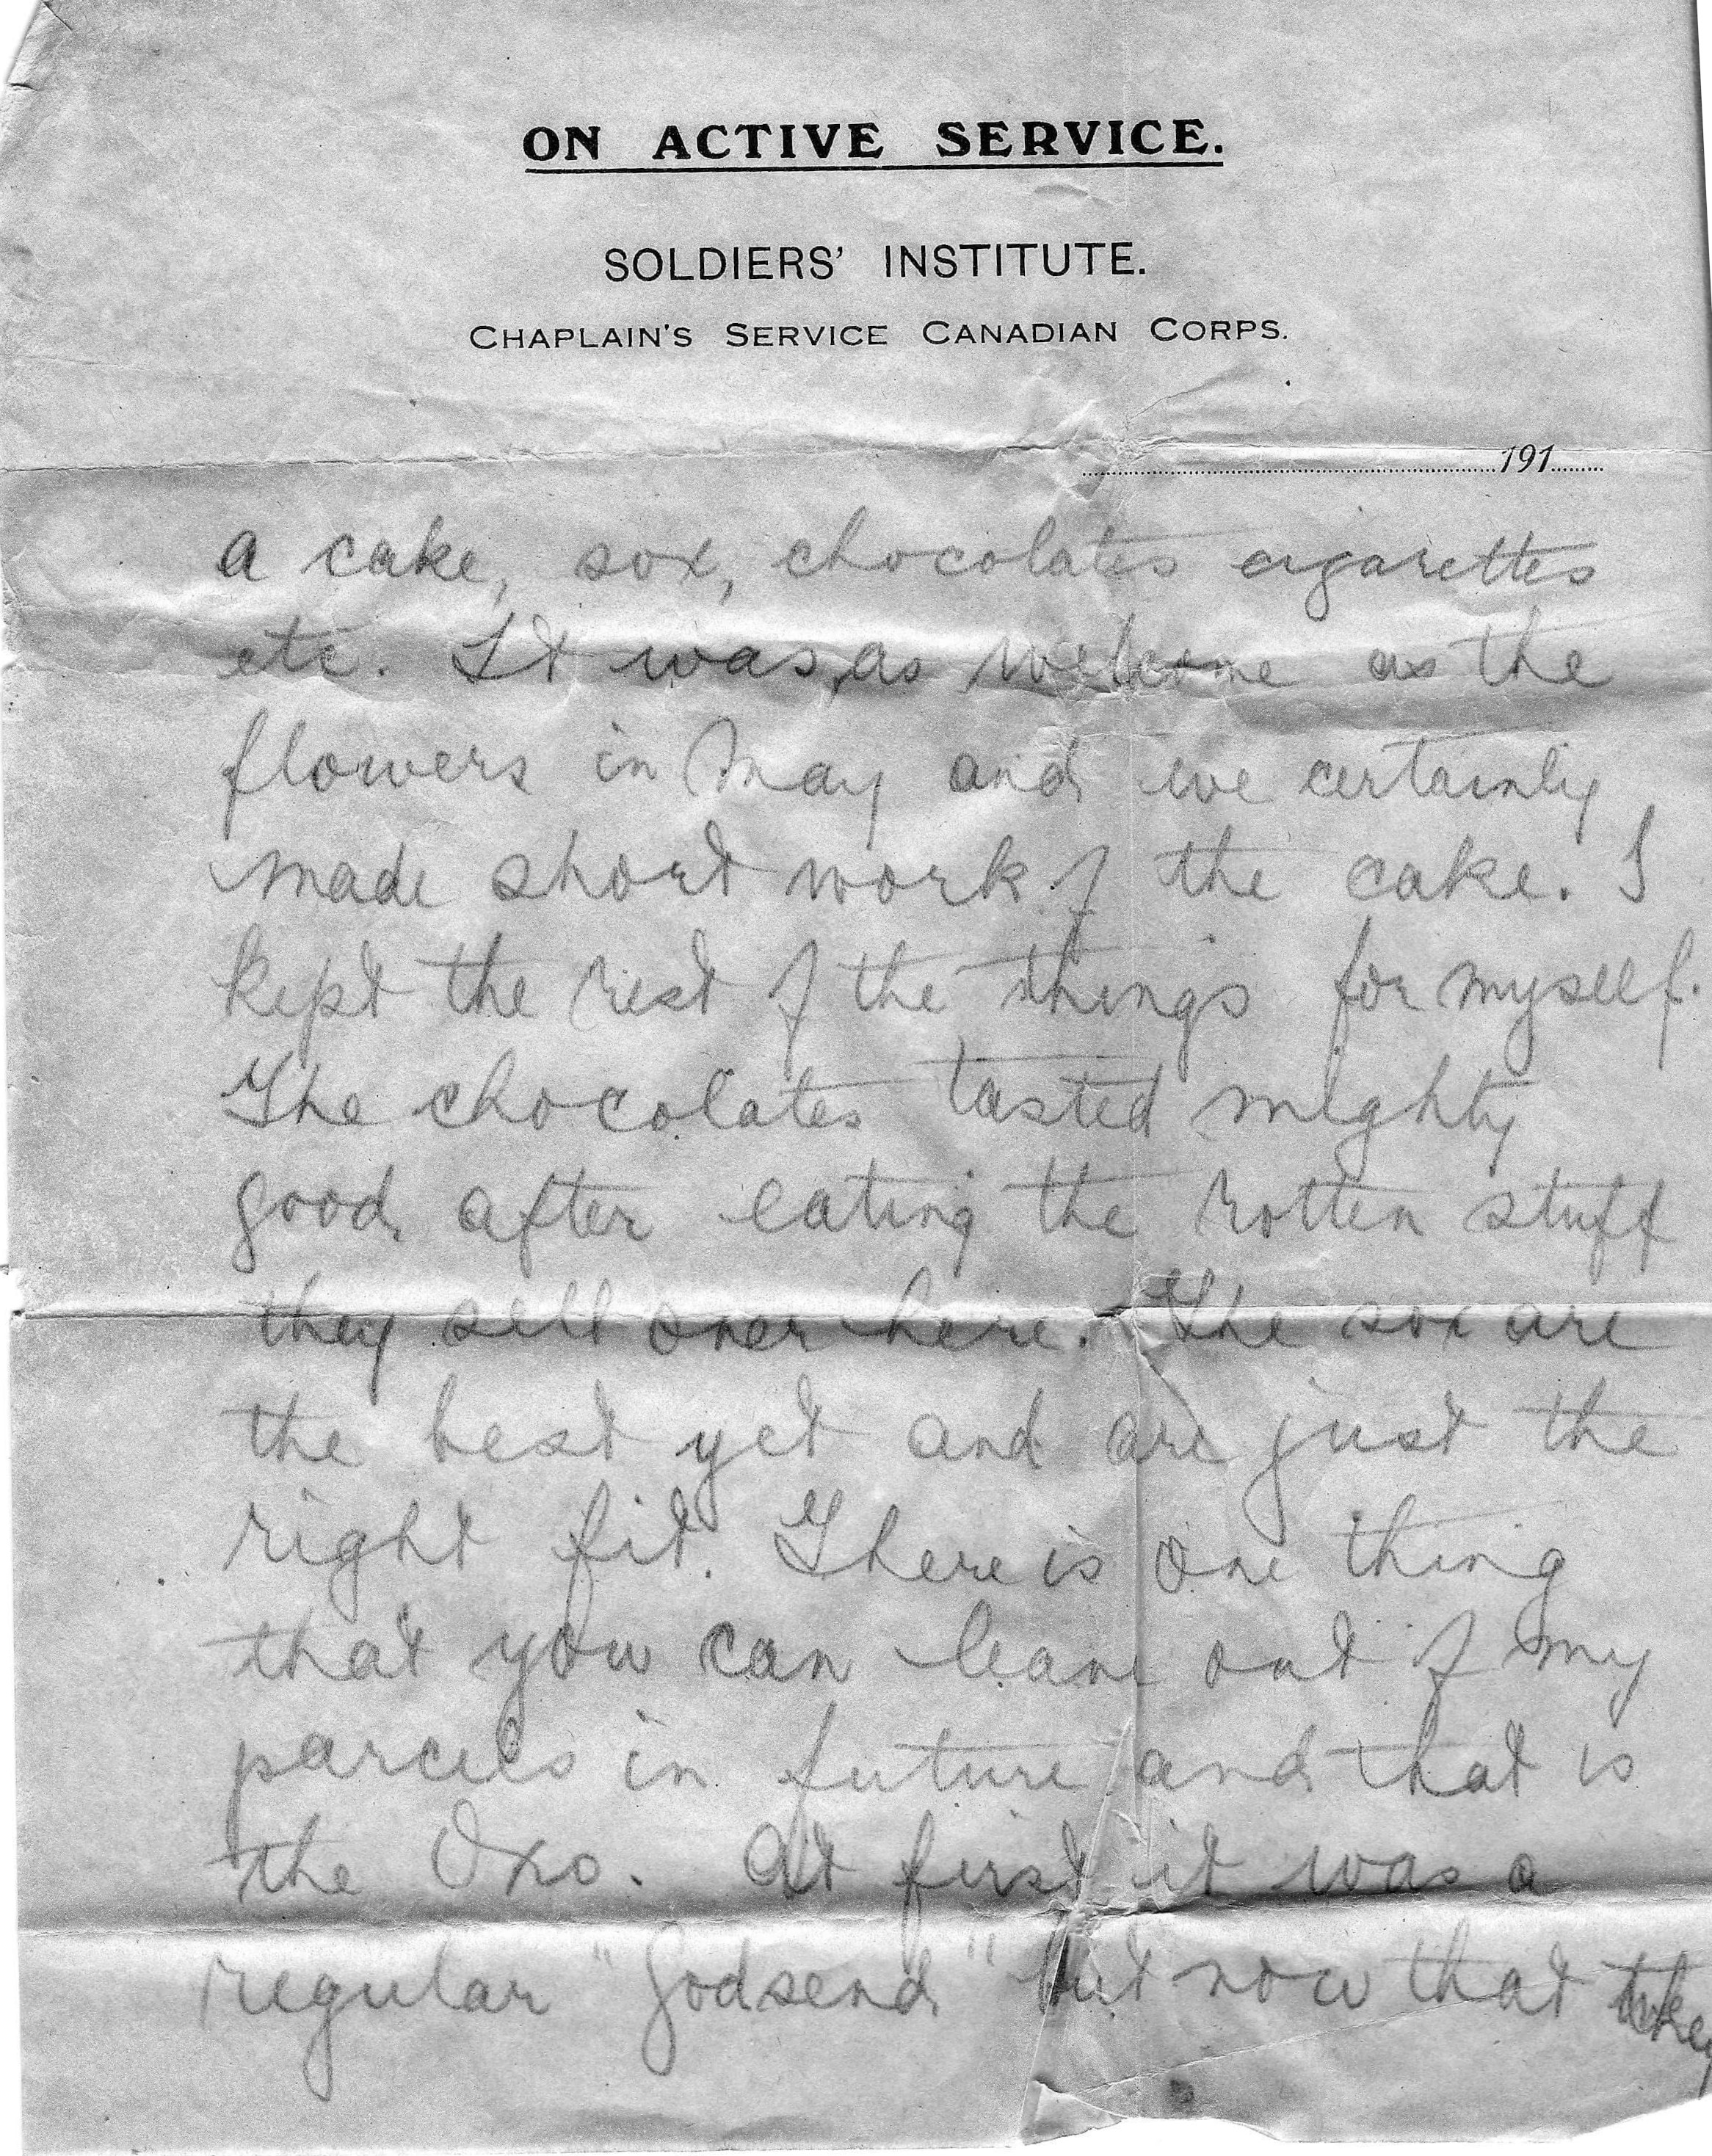 ON ACTIVE SERVICE.
SOLDIERS' INSTITUTE.
CHAPLAIN'S SERVICE CANADIAN CORPS.
191
a cake, sox, chocolates cigarettes
etc. It was, as welcome as the
flowers in May and we certainly
made short work of the cake. I
kept the rest of the things for myself.
The chocolates tasted mighty
good after eating the rotten stuff
they sell over here. The sox are
the best yet and are just the
right fit. There is one thing
that you can leave out of my
parcels in future and that is
the Oxo. At first it was a
regular "Godsend" but now that they